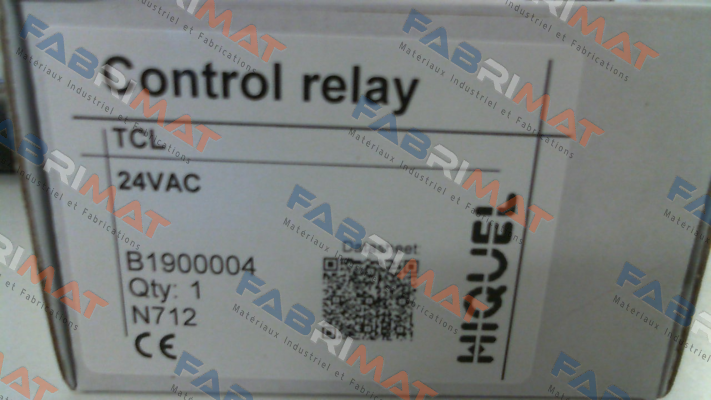 Control relay
TCL
24VAC
B1900004
Qty: 1
N712
CE
Datasheet
HIQUEL
FABRIMAT
Materiaux Industriel et Fabrications